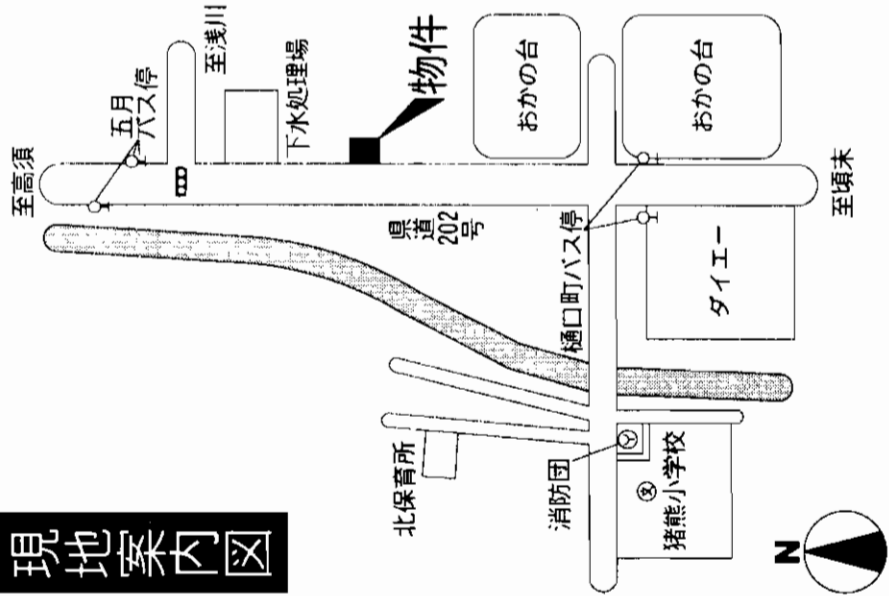 現地案内図
至高須
五月
バス停
至浅川
下水処理場
物件
県道
202
号
おかの台
おかの台
樋口町バス停
ダイエー
至頃末
北保育所
消防団
文
猪熊小学校
N